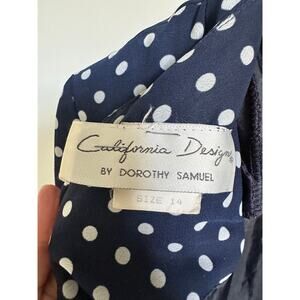 California Design
BY DOROTHY SAMUEL
SIZE 14